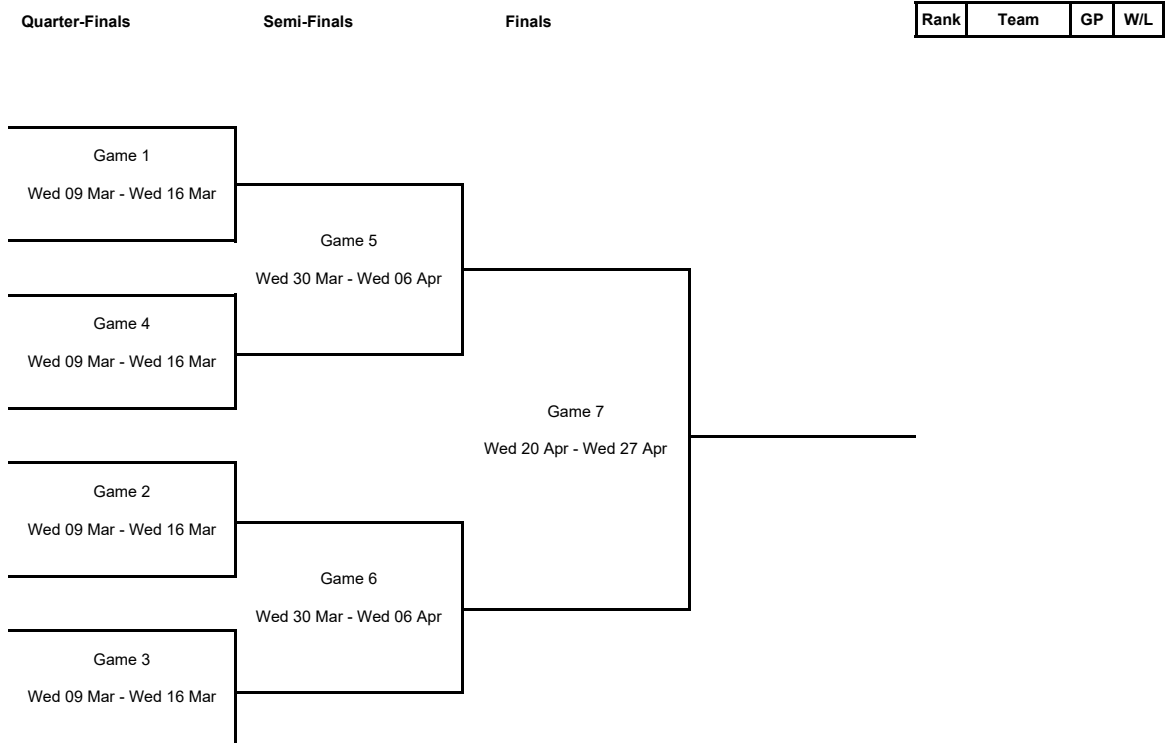 Quarter-Finals Semi-Finals Finals Rank Team GP W/L
Game 1
Wed 09 Mar - Wed 16 Mar
Game 5
Wed 30 Mar - Wed 06 Apr
Game 4
Wed 09 Mar - Wed 16 Mar
Game 7
Wed 20 Apr - Wed 27 Apr
Game 2
Wed 09 Mar - Wed 16 Mar
Game 6
Wed 30 Mar - Wed 06 Apr
Game 3
Wed 09 Mar - Wed 16 Mar